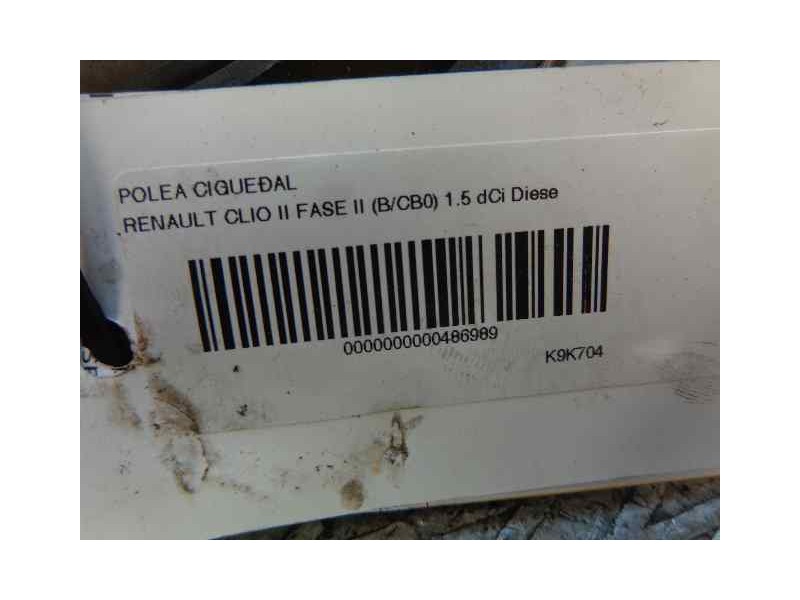 POLEA CIGUEÐAL
.RENAULT CLIO II FASE II (B/CB0) 1.5 dCi Diese
0000000000486989
K9K704